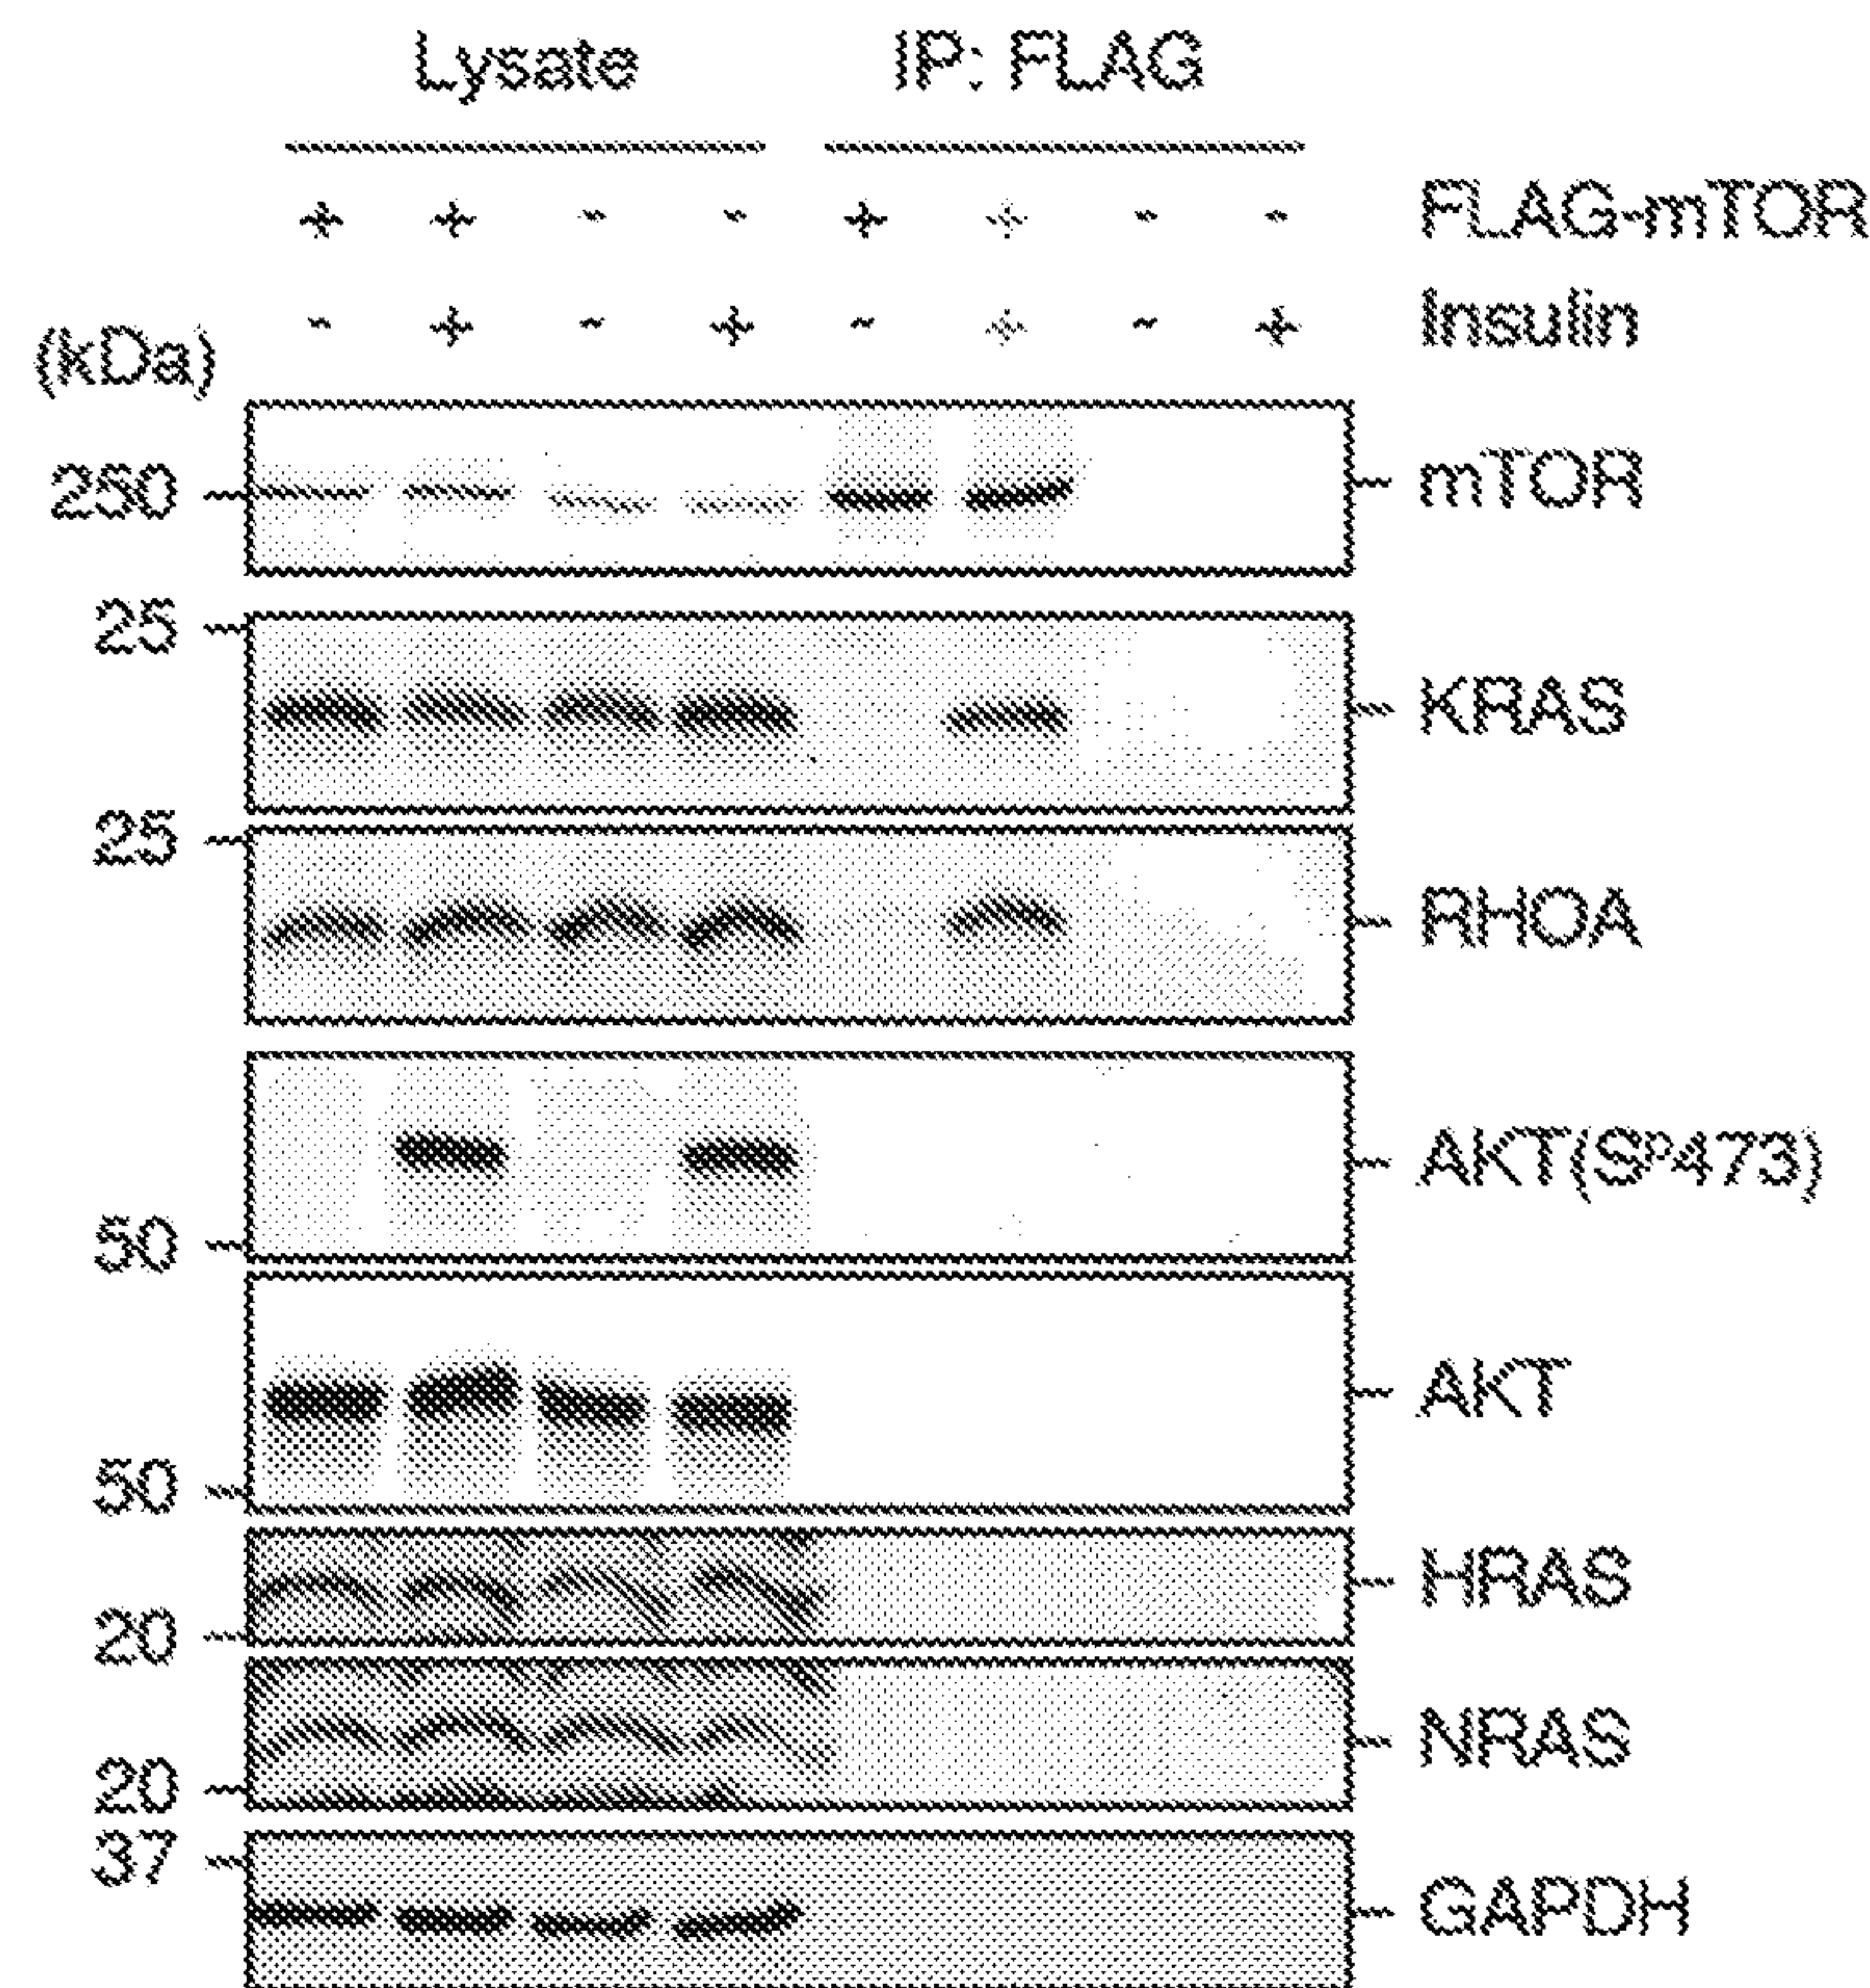 Lysate IP: FLAG
+ + - - + + - - FLAG-mTOR
- + - + - + - + Insulin
(kDa)
250 mTOR
25 KRAS
25 RHOA
AKT(Sᵖ473)
50
AKT
50
HRAS
20
NRAS
20
37
GAPDH